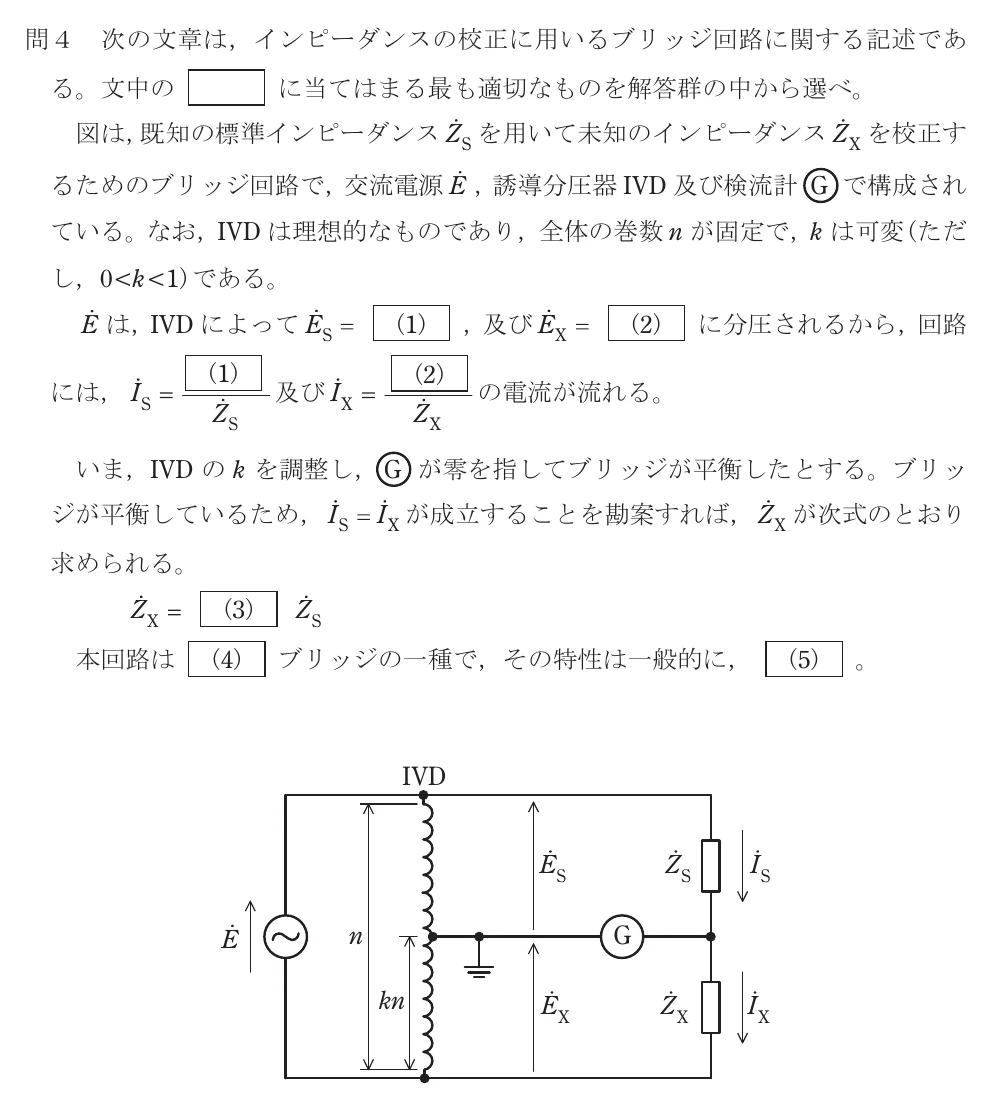 問4 次の文章は，インピーダンスの校正に用いるブリッジ回路に関する記述であ
る。文中の に当てはまる最も適切なものを解答群の中から選べ。
図は，既知の標準インピーダンス Ż_S を用いて未知のインピーダンス Ż_X を校正す
るためのブリッジ回路で，交流電源 Ė ，誘導分圧器 IVD 及び検流計 G で構成され
ている。なお，IVD は理想的なものであり，全体の巻数 n が固定で，k は可変（ただ
し，0<k<1）である。
Ė は，IVD によって Ė_S = (1) ，及び Ė_X = (2) に分圧されるから，回路
には， İ_S = (1) / Ż_S 及び İ_X = (2) / Ż_X の電流が流れる。
いま，IVD の k を調整し， G が零を指してブリッジが平衡したとする。ブリッ
ジが平衡しているため， İ_S = İ_X が成立することを勘案すれば， Ż_X が次式のとおり
求められる。
Ż_X = (3) Ż_S
本回路は (4) ブリッジの一種で，その特性は一般的に， (5) 。
IVD
Ė_S
Ż_S
İ_S
Ė
n
G
kn
Ė_X
Ż_X
İ_X